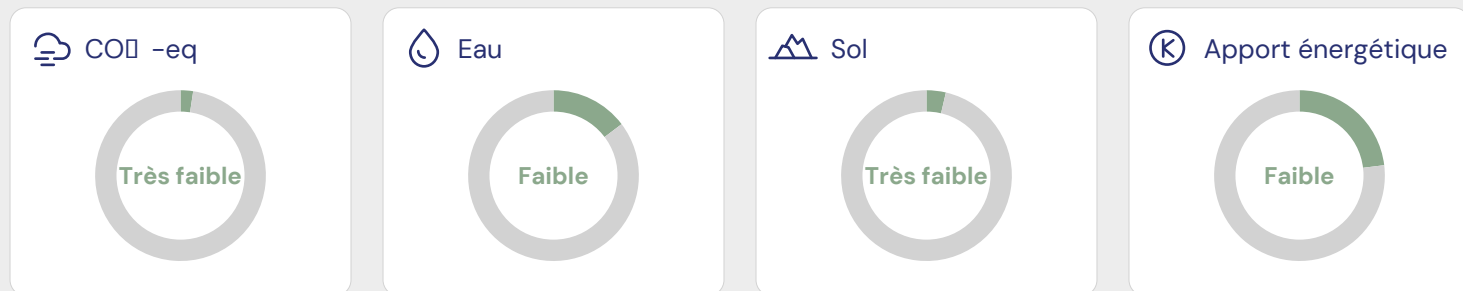 CO▯ -eq
Très faible
Eau
Faible
Sol
Très faible
Apport énergétique
Faible